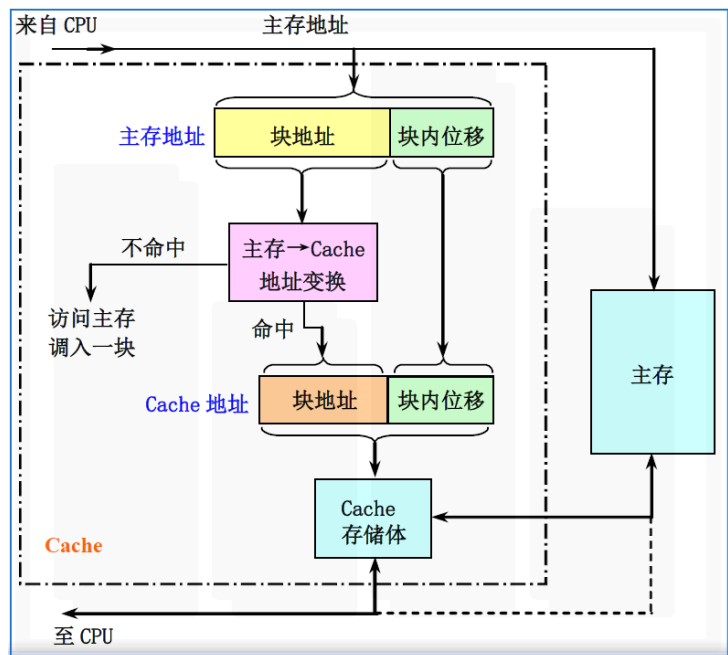 来自 CPU
主存地址
主存地址
块地址
块内位移
主存→Cache
地址变换
不命中
访问主存
调入一块
命中
主存
Cache 地址
块地址
块内位移
Cache
存储体
Cache
至 CPU